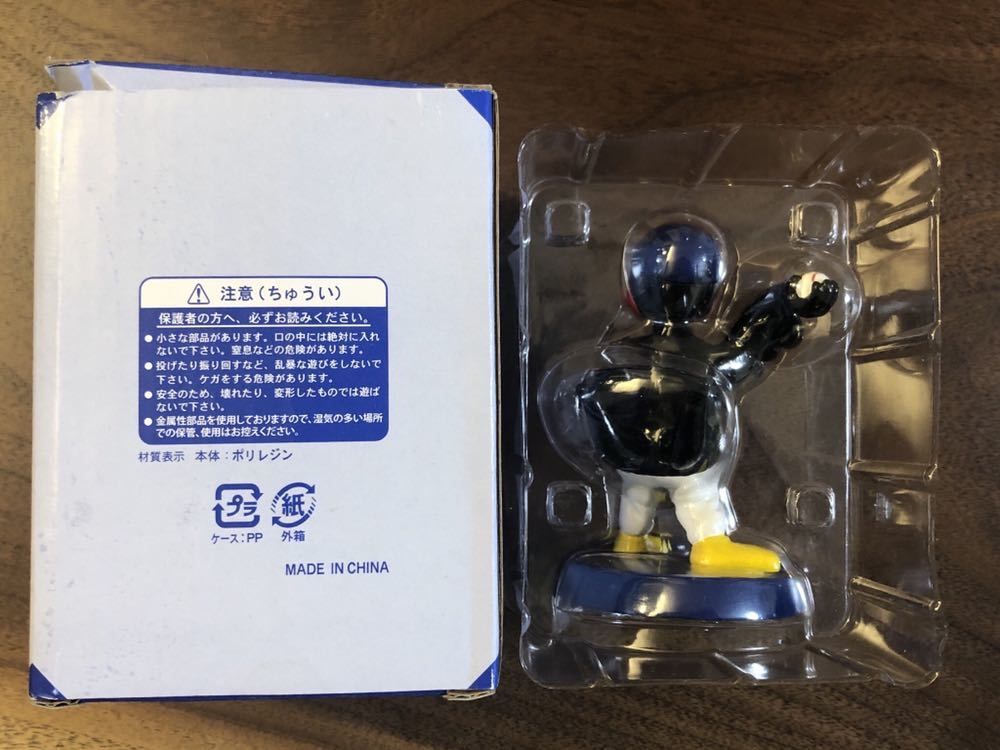 注意(ちゅうい)
保護者の方へ、必ずお読みください。
●小さな部品があります。口の中には絶対に入れ
ないで下さい。窒息などの危険があります。
●投げたり振り回すなど、乱暴な遊びをしないで
下さい。ケガをする危険があります。
●安全のため、壊れたり、変形したものでは遊ば
ないで下さい。
●金属性部品を使用しておりますので、湿気の多い場所
での保管、使用はお控えください。
材質表示 本体:ポリレジン
プラ 紙
ケース:PP 外箱
MADE IN CHINA